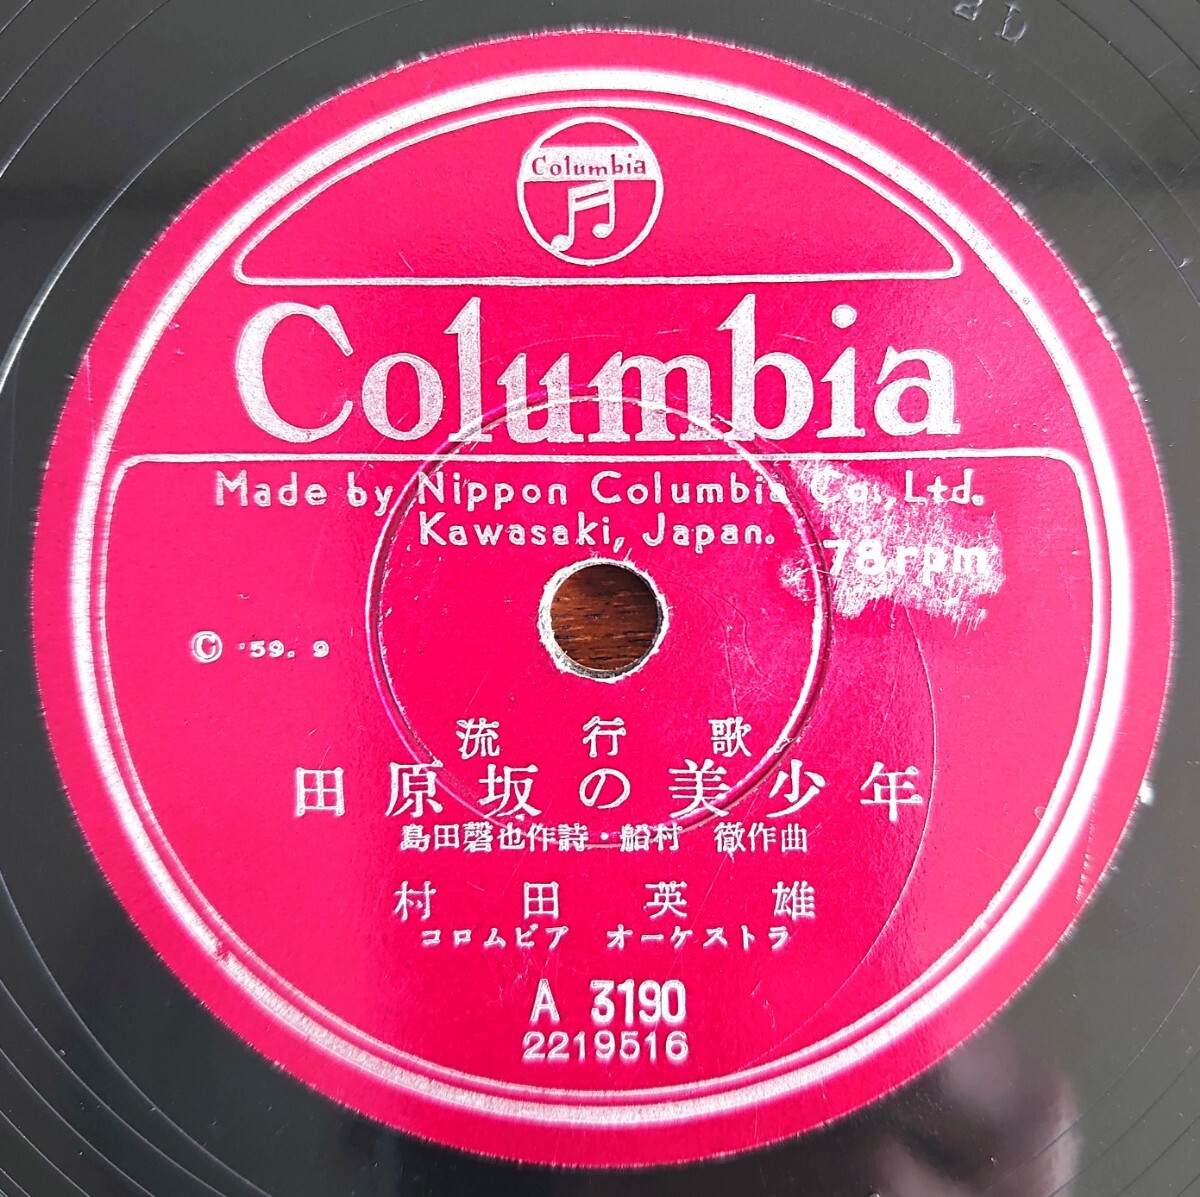 Columbia
Columbia
Made by Nippon Columbia Co., Ltd.
Kawasaki, Japan.
78 rpm
Ⓒ '59. 9
流行歌
田原坂の美少年
島田磬也作詩・船村 徹作曲
村田英雄
コロムビア オーケストラ
A 3190
2219516